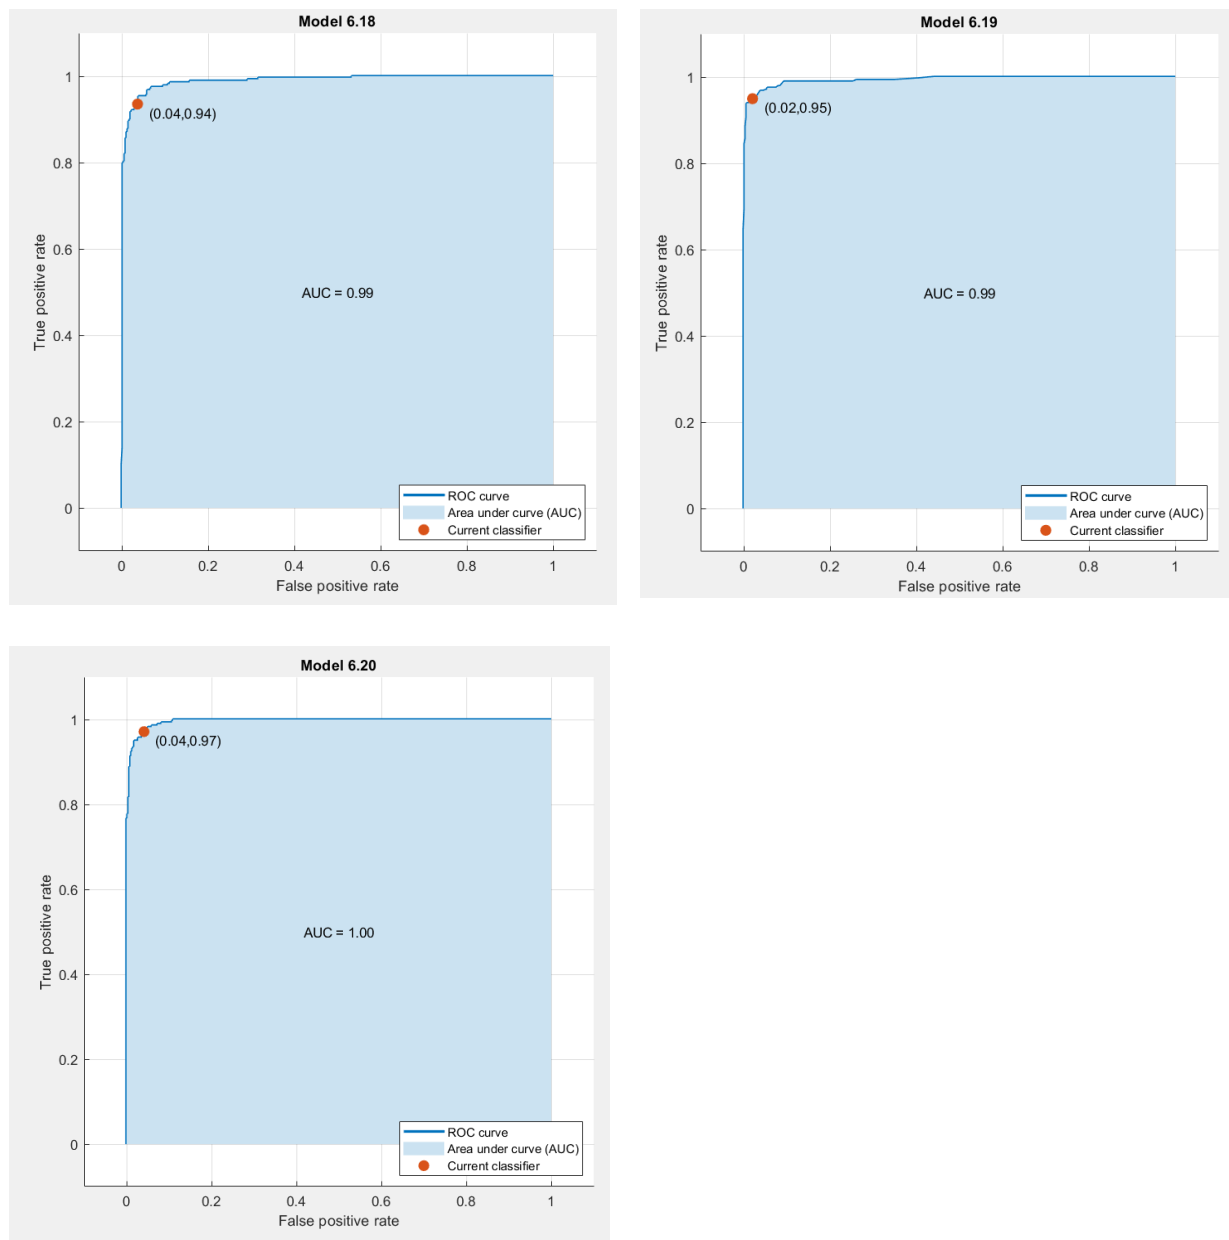 Model 6.18
1
0.8
0.6
0.4
0.2
0
True positive rate
(0.04,0.94)
AUC = 0.99
ROC curve
Area under curve (AUC)
Current classifier
0 0.2 0.4 0.6 0.8 1
False positive rate
Model 6.19
1
0.8
0.6
0.4
0.2
0
True positive rate
(0.02,0.95)
AUC = 0.99
ROC curve
Area under curve (AUC)
Current classifier
0 0.2 0.4 0.6 0.8 1
False positive rate
Model 6.20
1
0.8
0.6
0.4
0.2
0
True positive rate
(0.04,0.97)
AUC = 1.00
ROC curve
Area under curve (AUC)
Current classifier
0 0.2 0.4 0.6 0.8 1
False positive rate